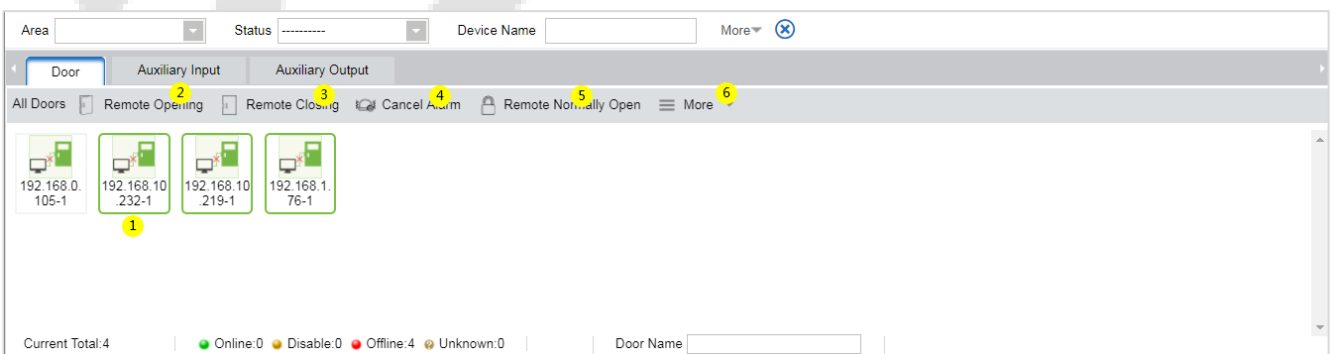 Area Status ---------- Device Name More
Door Auxiliary Input Auxiliary Output
All Doors Remote Opening Remote Closing Cancel Alarm Remote Normally Open More
2 3 4 5 6
192.168.0. 192.168.10 192.168.10 192.168.1.
105-1 .232-1 .219-1 76-1
1
Current Total:4 Online:0 Disable:0 Offline:4 Unknown:0 Door Name